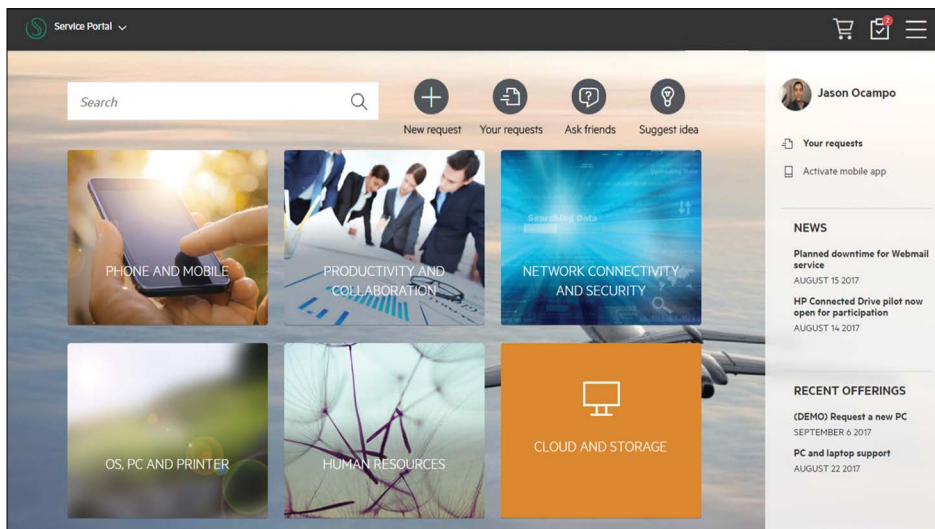 Service Portal
2
Search
New request
Your requests
Ask friends
Suggest idea
PHONE AND MOBILE
PRODUCTIVITY AND
COLLABORATION
Searching Data
NETWORK CONNECTIVITY
AND SECURITY
OS, PC AND PRINTER
HUMAN RESOURCES
CLOUD AND STORAGE
Jason Ocampo
Your requests
Activate mobile app
NEWS
Planned downtime for Webmail
service
AUGUST 15 2017
HP Connected Drive pilot now
open for participation
AUGUST 14 2017
RECENT OFFERINGS
(DEMO) Request a new PC
SEPTEMBER 6 2017
PC and laptop support
AUGUST 22 2017